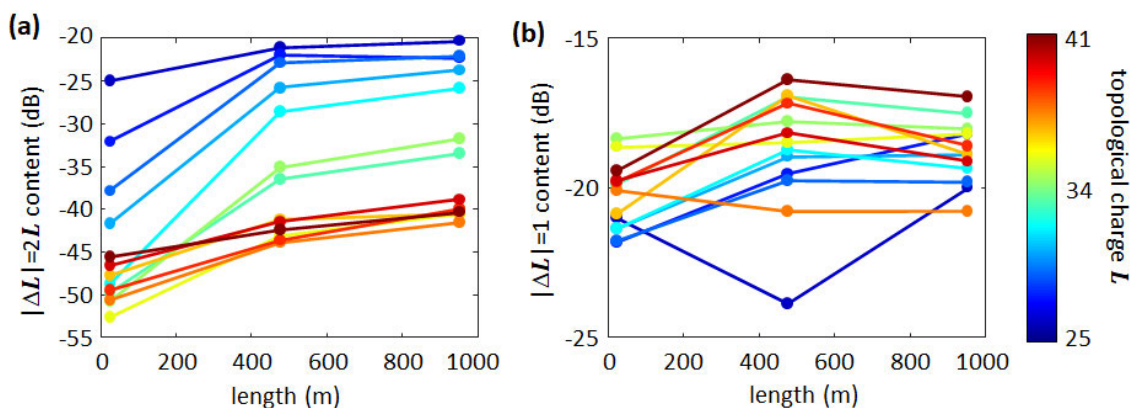 (a)
-20
-25
-30
-35
-40
-45
-50
-55
|ΔL|=2L content (dB)
0 200 400 600 800 1000
length (m)
(b)
-15
-20
-25
|ΔL|=1 content (dB)
0 200 400 600 800 1000
length (m)
41
34
25
topological charge L